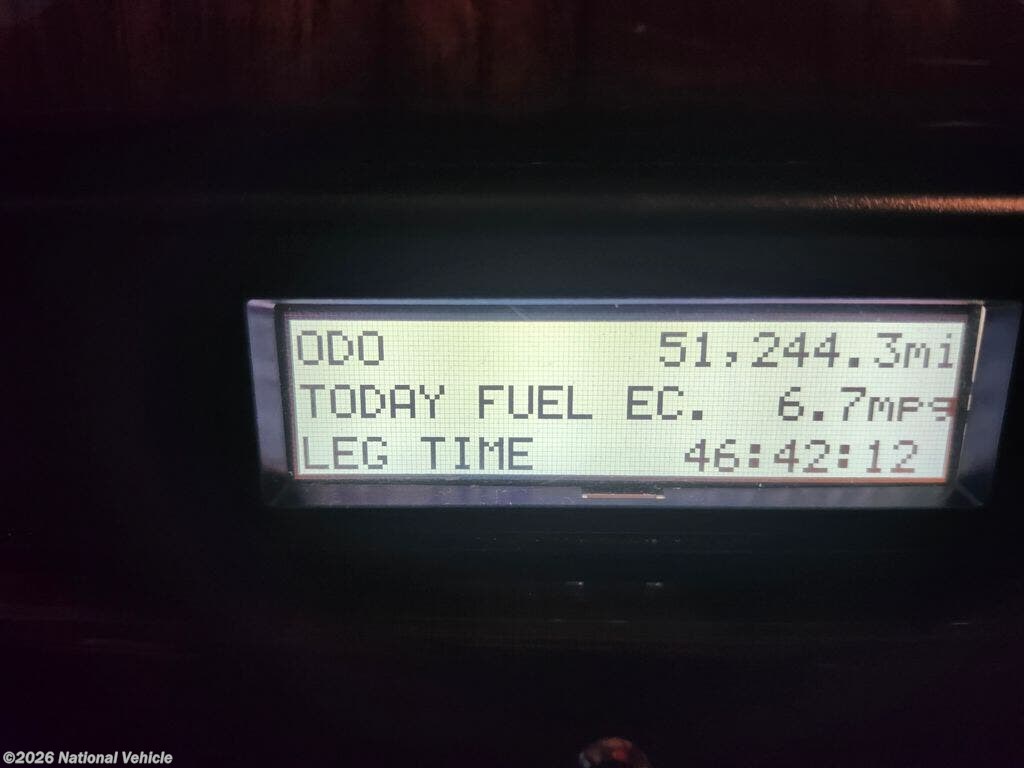 ODO 51,244.3mi
TODAY FUEL EC. 6.7mpg
LEG TIME 46:42:12
©2026 National Vehicle